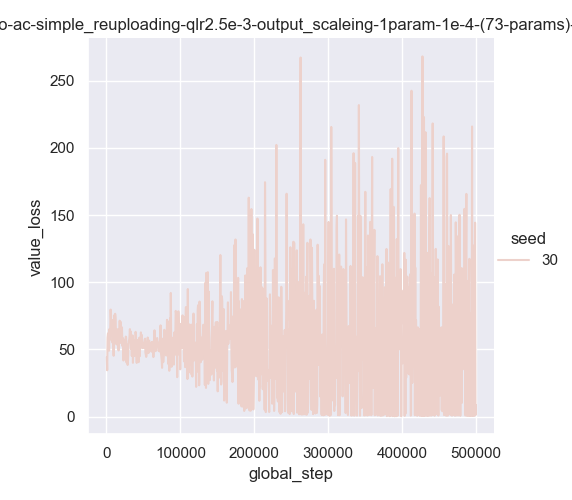 o-ac-simple_reuploading-qlr2.5e-3-output_scaleing-1param-1e-4-(73-params)-
250
200
150
100
50
0
value_loss
0 100000 200000 300000 400000 500000
global_step
seed
30